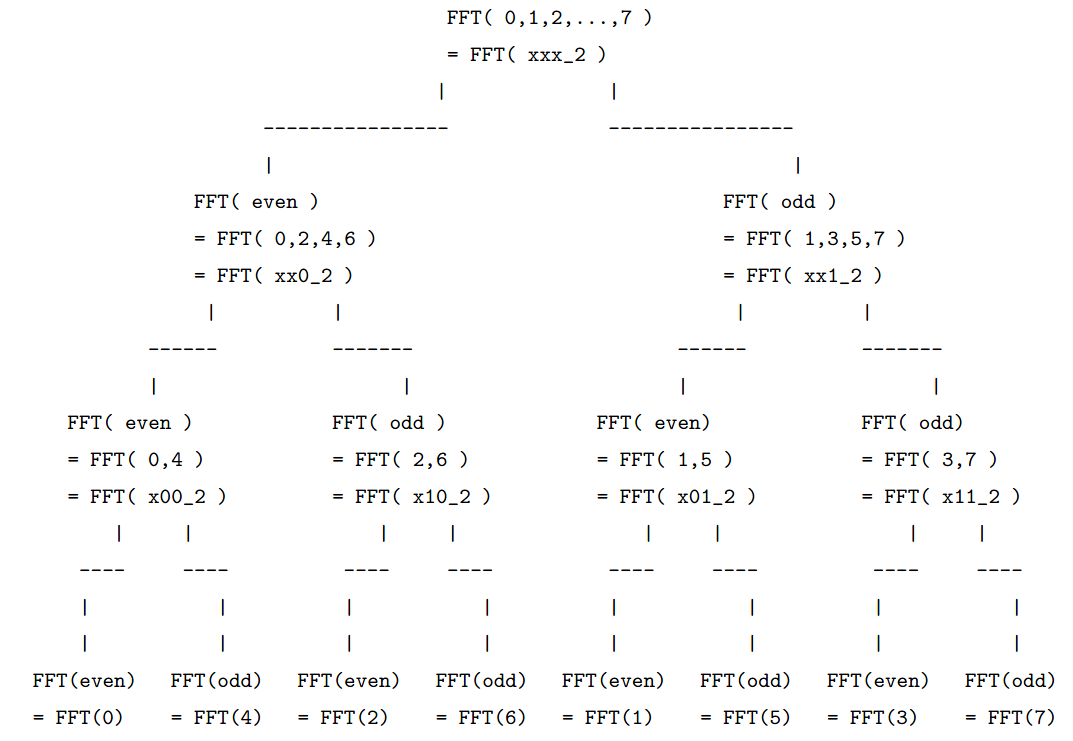 FFT( 0,1,2,...,7 )
= FFT( xxx_2 )
| |
---------------- ----------------
| |
FFT( even ) FFT( odd )
= FFT( 0,2,4,6 ) = FFT( 1,3,5,7 )
= FFT( xx0_2 ) = FFT( xx1_2 )
| | | |
------ ------- ------ -------
| | | |
FFT( even ) FFT( odd ) FFT( even) FFT( odd)
= FFT( 0,4 ) = FFT( 2,6 ) = FFT( 1,5 ) = FFT( 3,7 )
= FFT( x00_2 ) = FFT( x10_2 ) = FFT( x01_2 ) = FFT( x11_2 )
| | | | | | | |
---- ---- ---- ---- ---- ---- ---- ----
| | | | | | | |
| | | | | | | |
FFT(even) FFT(odd) FFT(even) FFT(odd) FFT(even) FFT(odd) FFT(even) FFT(odd)
= FFT(0) = FFT(4) = FFT(2) = FFT(6) = FFT(1) = FFT(5) = FFT(3) = FFT(7)